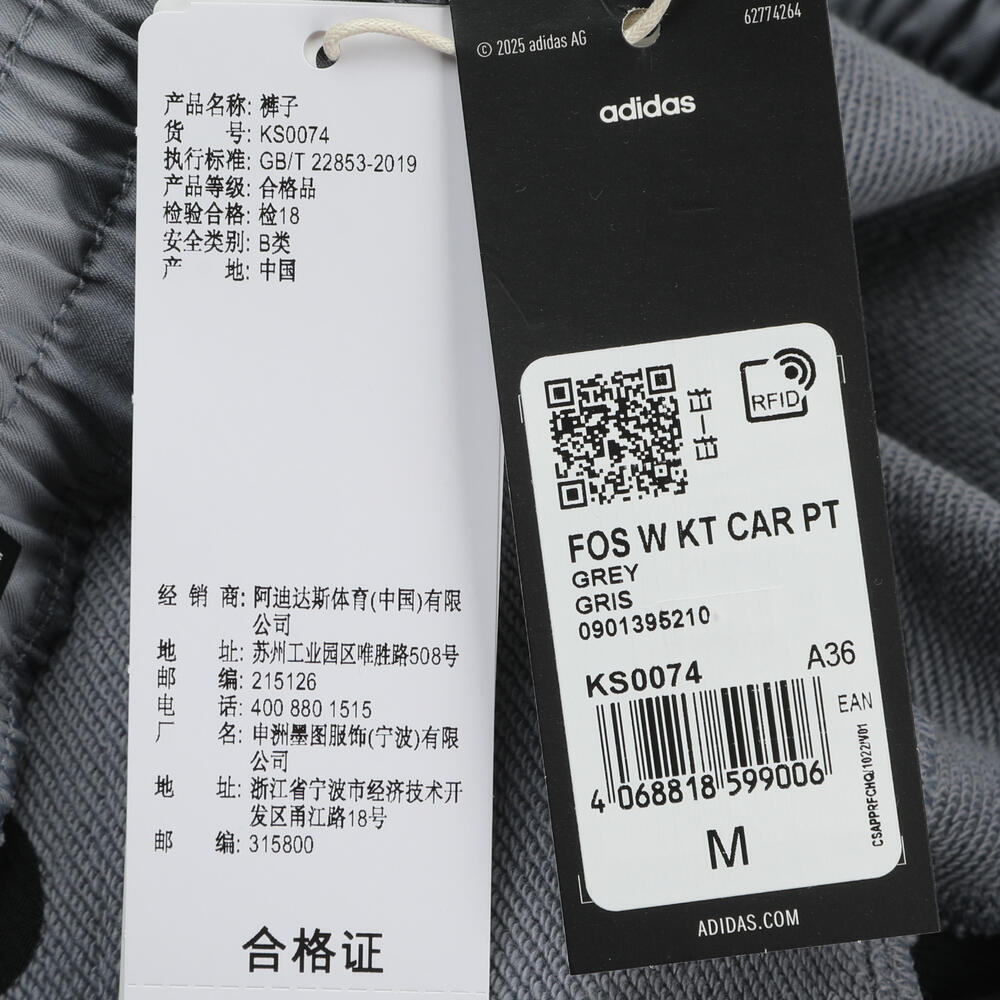 产品名称: 裤子
货 号: KS0074
执行标准: GB/T 22853-2019
产品等级: 合格品
检验合格: 检18
安全类别: B类
产 地: 中国
经 销 商: 阿迪达斯体育(中国)有限
公司
地 址: 苏州工业园区唯胜路508号
邮 编: 215126
电 话: 400 880 1515
厂 名: 申洲墨图服饰(宁波)有限
公司
地 址: 浙江省宁波市经济技术开
发区甬江路18号
邮 编: 315800
合格证
© 2025 adidas AG
62774264
adidas
RFID
FOS W KT CAR PT
GREY
GRIS
0901395210
KS0074
A36
EAN
4 068818 599006
CSAPPRFCHQ/1022/V01
M
ADIDAS.COM